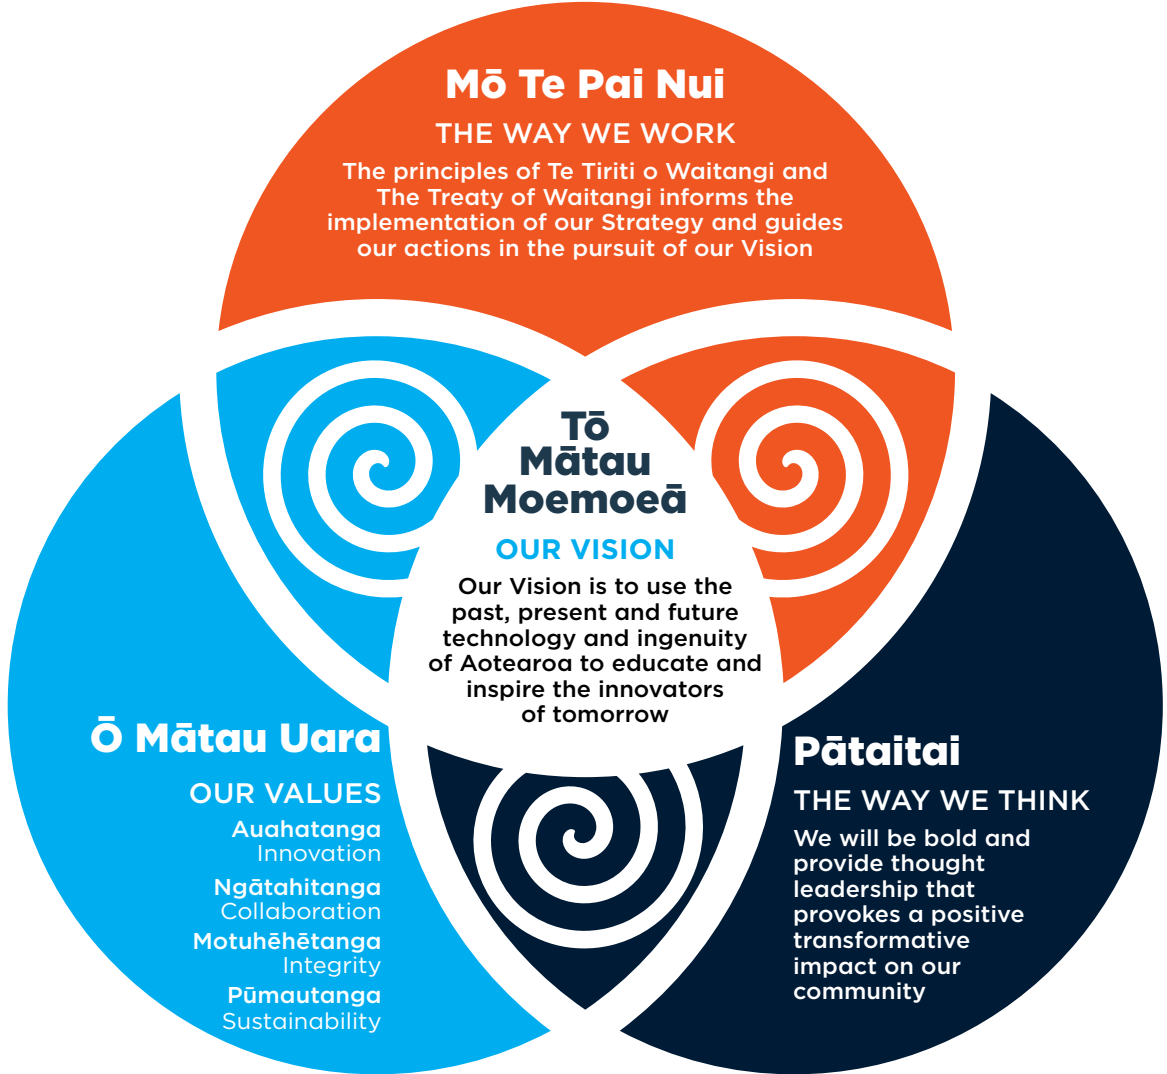 Mō Te Pai Nui
THE WAY WE WORK
The principles of Te Tiriti o Waitangi and
The Treaty of Waitangi informs the
implementation of our Strategy and guides
our actions in the pursuit of our Vision
Tō
Mātau
Moemoeā
OUR VISION
Our Vision is to use the
past, present and future
technology and ingenuity
of Aotearoa to educate and
inspire the innovators
of tomorrow
Ō Mātau Uara
OUR VALUES
Auahatanga
Innovation
Ngātahitanga
Collaboration
Motuhēhētanga
Integrity
Pūmautanga
Sustainability
Pātaitai
THE WAY WE THINK
We will be bold and
provide thought
leadership that
provokes a positive
transformative
impact on our
community